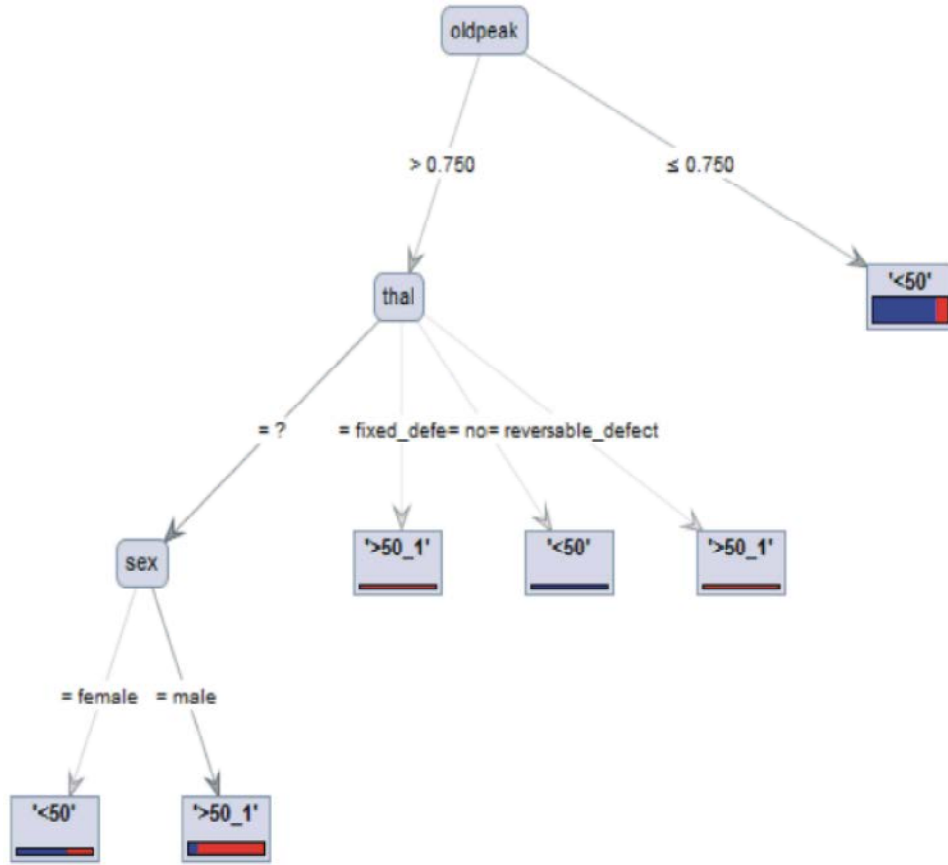 oldpeak
> 0.750
≤ 0.750
'<50'
thal
= ?
= fixed_defe= no= reversable_defect
'>50_1'
'<50'
'>50_1'
sex
= female
= male
'<50'
'>50_1'